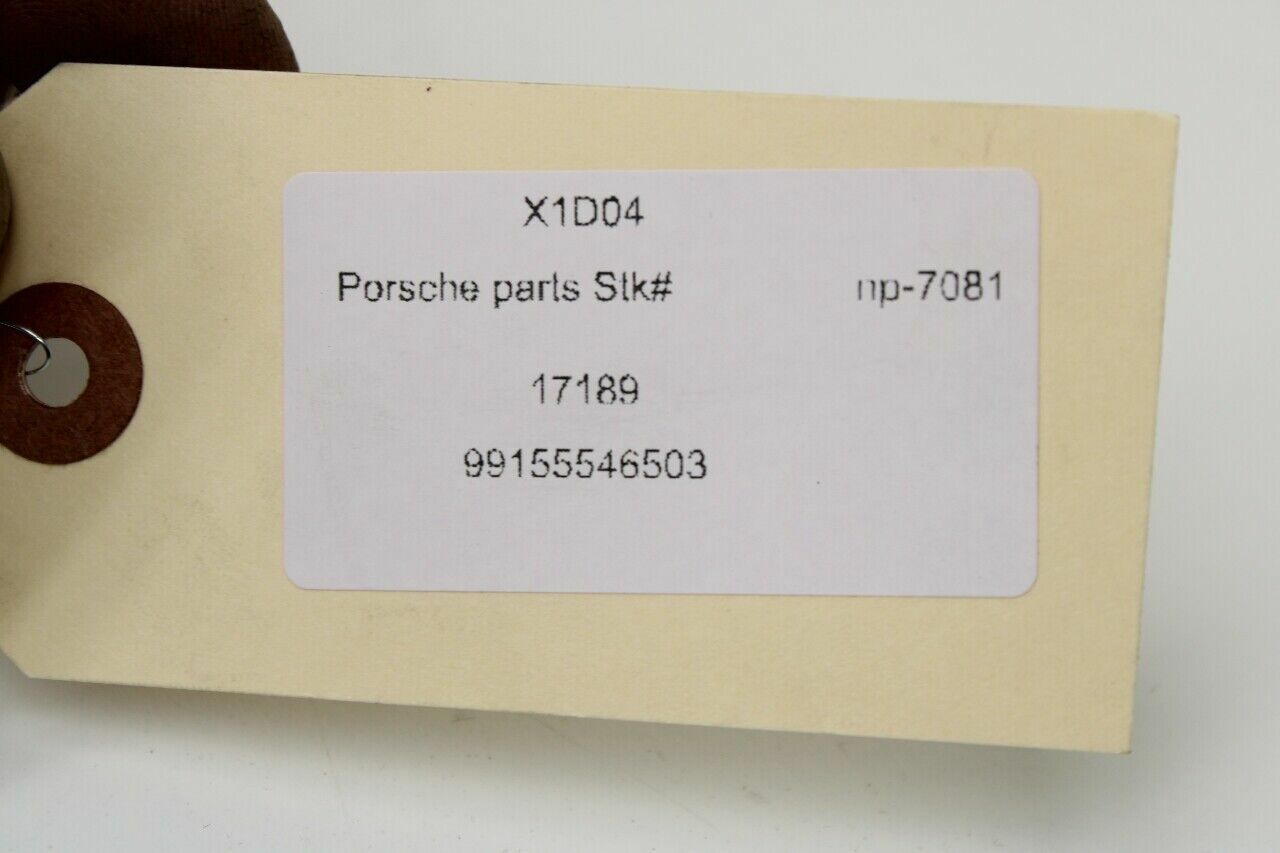 X1D04
Porsche parts Stk# np-7081
17189
99155546503